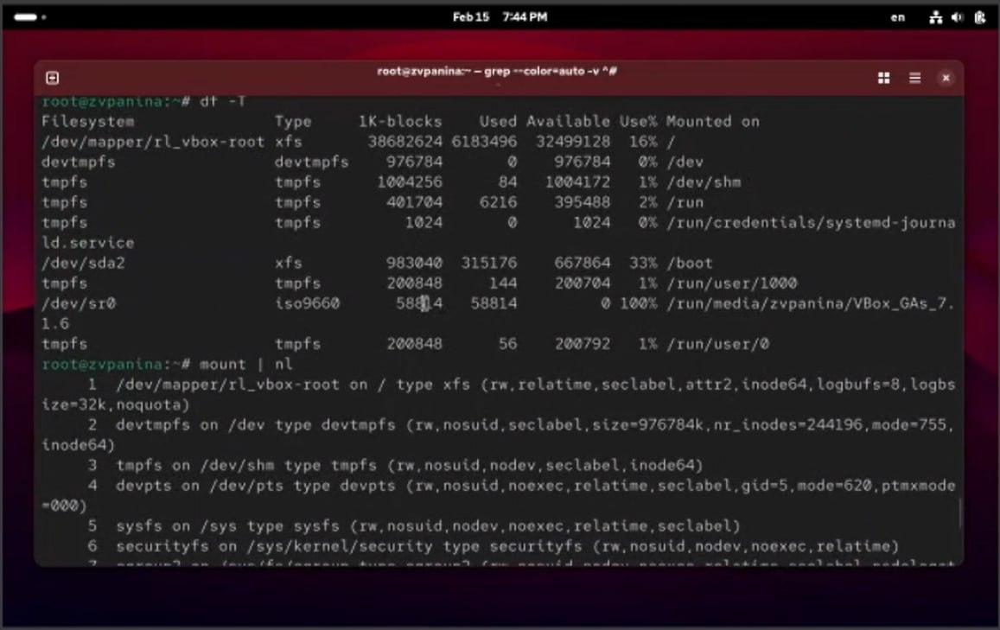 Feb 15 7:44 PM
en
root@zvpanina:~ — grep --color=auto -v ^#
root@zvpanina:~# df -T
Filesystem Type 1K-blocks Used Available Use% Mounted on
/dev/mapper/rl_vbox-root xfs 38682624 6183496 32499128 16% /
devtmpfs devtmpfs 976784 0 976784 0% /dev
tmpfs tmpfs 1004256 84 1004172 1% /dev/shm
tmpfs tmpfs 401704 6216 395488 2% /run
tmpfs tmpfs 1024 0 1024 0% /run/credentials/systemd-journa
ld.service
/dev/sda2 xfs 983040 315176 667864 33% /boot
tmpfs tmpfs 200848 144 200704 1% /run/user/1000
/dev/sr0 iso9660 58814 58814 0 100% /run/media/zvpanina/VBox_GAs_7.
1.6
tmpfs tmpfs 200848 56 200792 1% /run/user/0
root@zvpanina:~# mount | nl
1 /dev/mapper/rl_vbox-root on / type xfs (rw,relatime,seclabel,attr2,inode64,logbufs=8,logbs
ize=32k,noquota)
2 devtmpfs on /dev type devtmpfs (rw,nosuid,seclabel,size=976784k,nr_inodes=244196,mode=755,
inode64)
3 tmpfs on /dev/shm type tmpfs (rw,nosuid,nodev,seclabel,inode64)
4 devpts on /dev/pts type devpts (rw,nosuid,noexec,relatime,seclabel,gid=5,mode=620,ptmxmode
=000)
5 sysfs on /sys type sysfs (rw,nosuid,nodev,noexec,relatime,seclabel)
6 securityfs on /sys/kernel/security type securityfs (rw,nosuid,nodev,noexec,relatime)